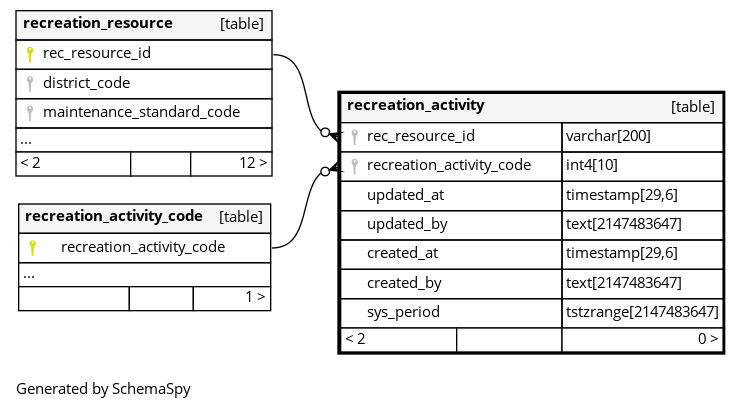 recreation_resource [table]
rec_resource_id
district_code
maintenance_standard_code
...
< 2 12 >
recreation_activity_code [table]
recreation_activity_code
...
1 >
recreation_activity [table]
rec_resource_id varchar[200]
recreation_activity_code int4[10]
updated_at timestamp[29,6]
updated_by text[2147483647]
created_at timestamp[29,6]
created_by text[2147483647]
sys_period tstzrange[2147483647]
< 2 0 >
Generated by SchemaSpy